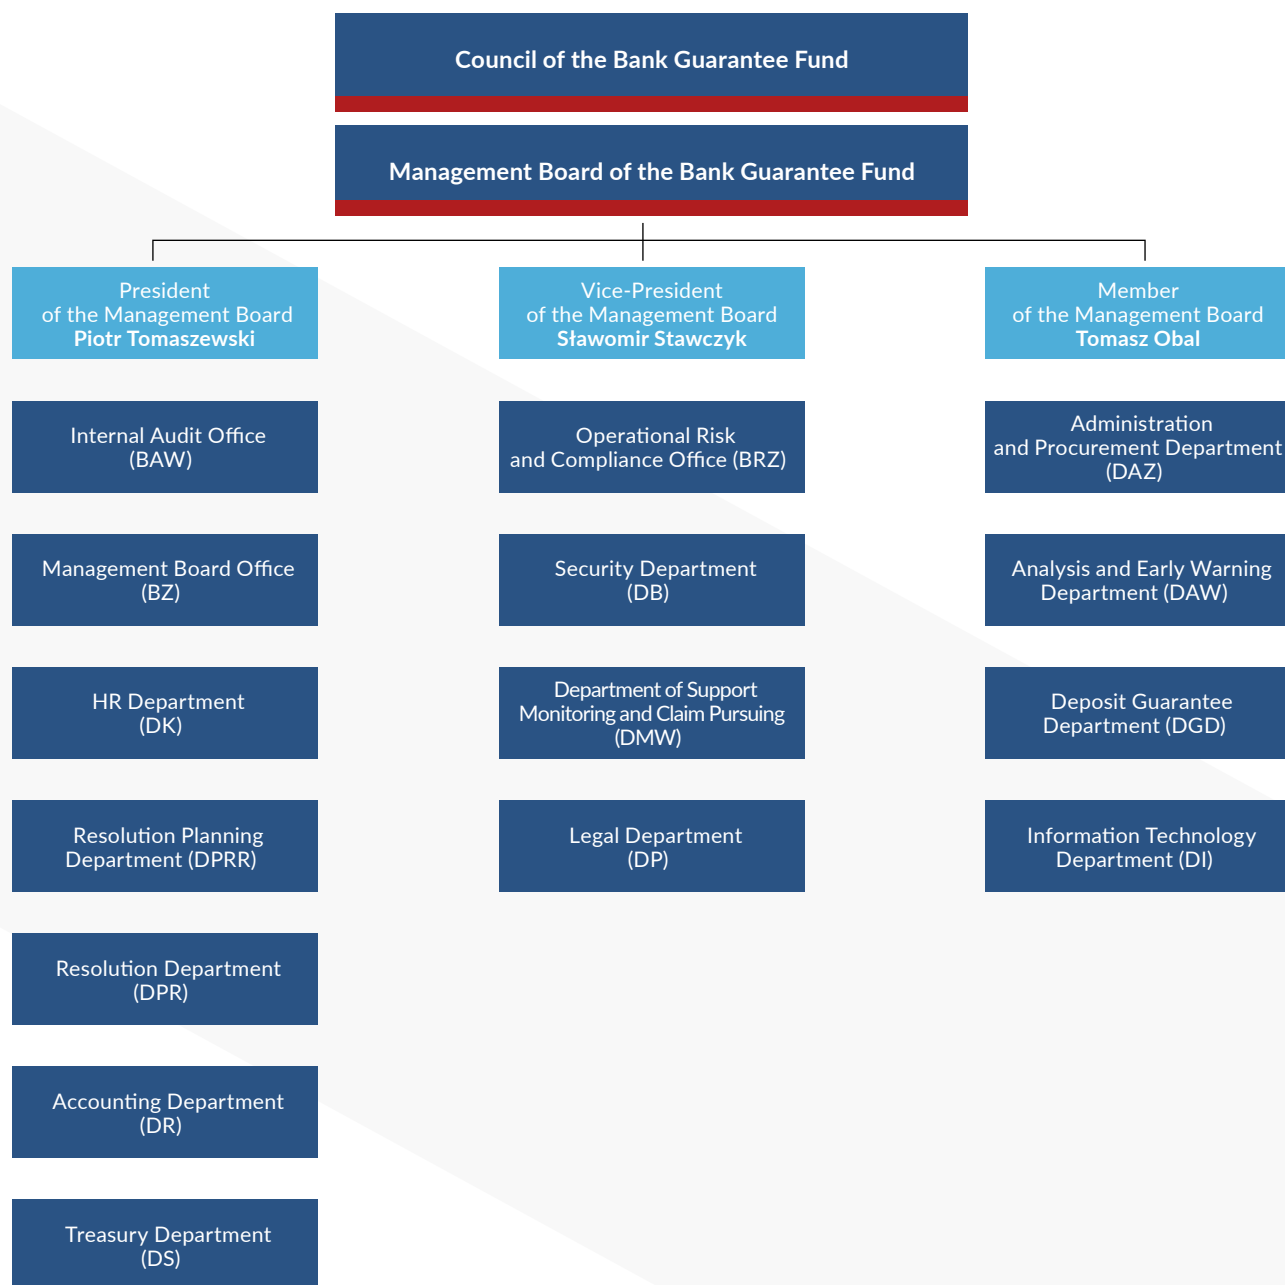 Council of the Bank Guarantee Fund
Management Board of the Bank Guarantee Fund
President
of the Management Board
Piotr Tomaszewski
Internal Audit Office
(BAW)
Management Board Office
(BZ)
HR Department
(DK)
Resolution Planning
Department (DPRR)
Resolution Department
(DPR)
Accounting Department
(DR)
Treasury Department
(DS)
Vice-President
of the Management Board
Sławomir Stawczyk
Operational Risk
and Compliance Office (BRZ)
Security Department
(DB)
Department of Support
Monitoring and Claim Pursuing
(DMW)
Legal Department
(DP)
Member
of the Management Board
Tomasz Obal
Administration
and Procurement Department
(DAZ)
Analysis and Early Warning
Department (DAW)
Deposit Guarantee
Department (DGD)
Information Technology
Department (DI)